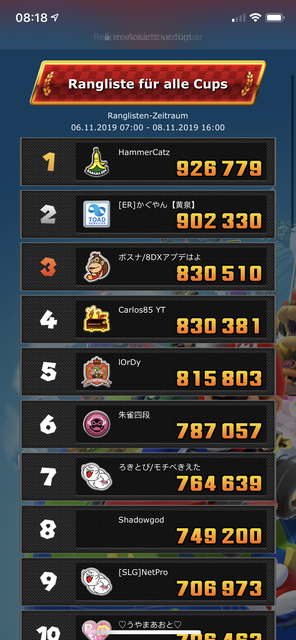 08:18
Rangliste für alle Cups
Ranglisten-Zeitraum
06.11.2019 07:00 - 08.11.2019 16:00
1 HammerCatz
926 779
2 [ER]かぐやん【黄泉】
902 330
3 ボスナ/8DXアプデはよ
830 510
4 Carlos85 YT
830 381
5 lOrDy
815 803
6 朱雀四段
787 057
7 ろきとぴ/モチベきえた
764 639
8 Shadowgod
749 200
9 [SLG]NetPro
706 973
10 ♡うやまあおと♡